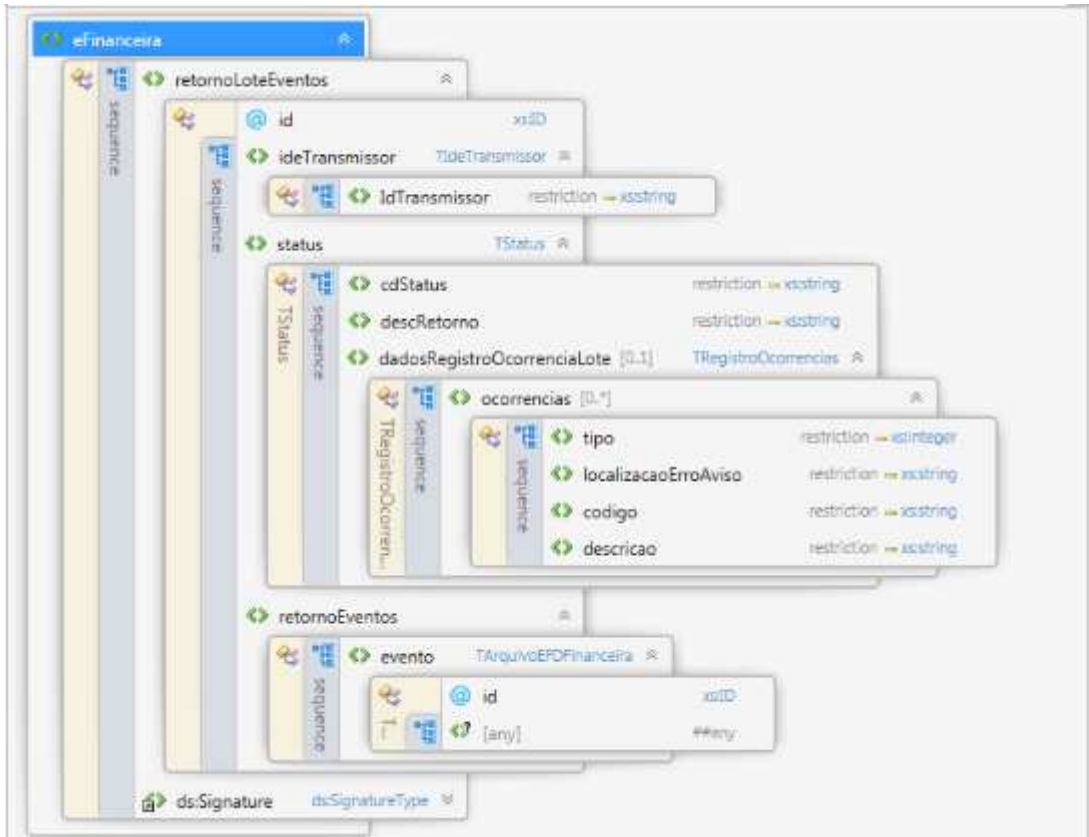 eFinanceira
sequence
retornoLoteEventos
sequence
id xs:ID
ideTransmissor TIdeTransmissor
IdTransmissor restriction xs:string
status TStatus
TStatus
sequence
cdStatus restriction xs:string
descRetorno restriction xs:string
dadosRegistroOcorrenciaLote [0..1] TRegistroOcorrencias
TRegistroOcorren...
sequence
ocorrencias [0..*]
sequence
tipo restriction xs:integer
localizacaoErroAviso restriction xs:string
codigo restriction xs:string
descricao restriction xs:string
retornoEventos
sequence
evento TArquivoEFDFinanceira
T...
id xs:ID
[any] ##any
ds:Signature ds:SignatureType